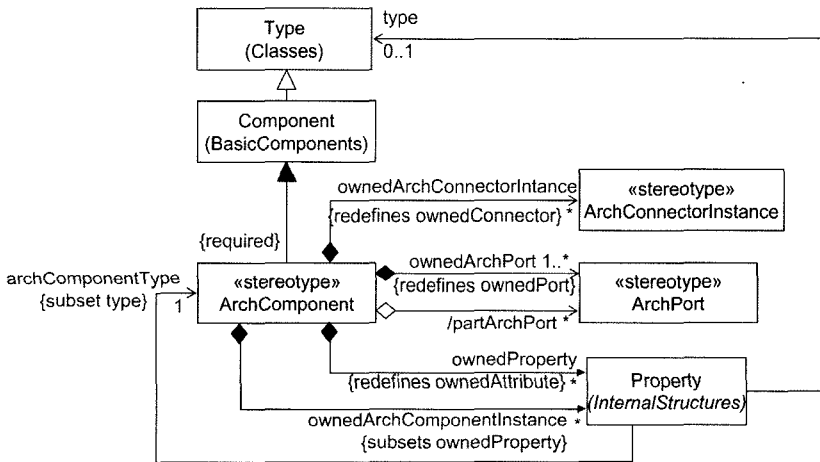 type
Type
(Classes)
0..1
Component
(BasicComponents)
ownedArchConnectorIntance
{redefines ownedConnector} *
«stereotype»
ArchConnectorInstance
{required}
archComponentType
{subset type}
1
«stereotype»
ArchComponent
ownedArchPort 1..*
{redefines ownedPort}
/partArchPort *
«stereotype»
ArchPort
ownedProperty
{redefines ownedAttribute} *
ownedArchComponentInstance *
{subsets ownedProperty}
Property
(InternalStructures)